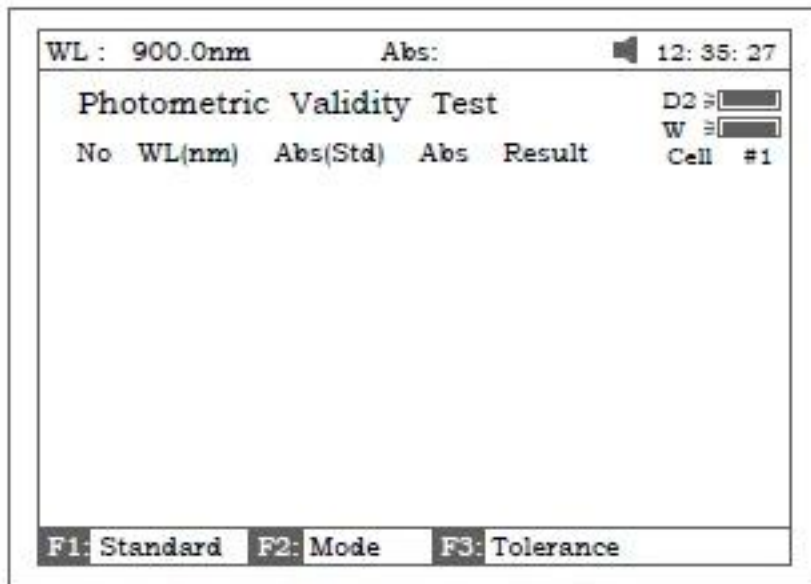 WL : 900.0nm Abs: 12: 35: 27
Photometric Validity Test D2
W
No WL(nm) Abs(Std) Abs Result Cell #1
F1: Standard F2: Mode F3: Tolerance